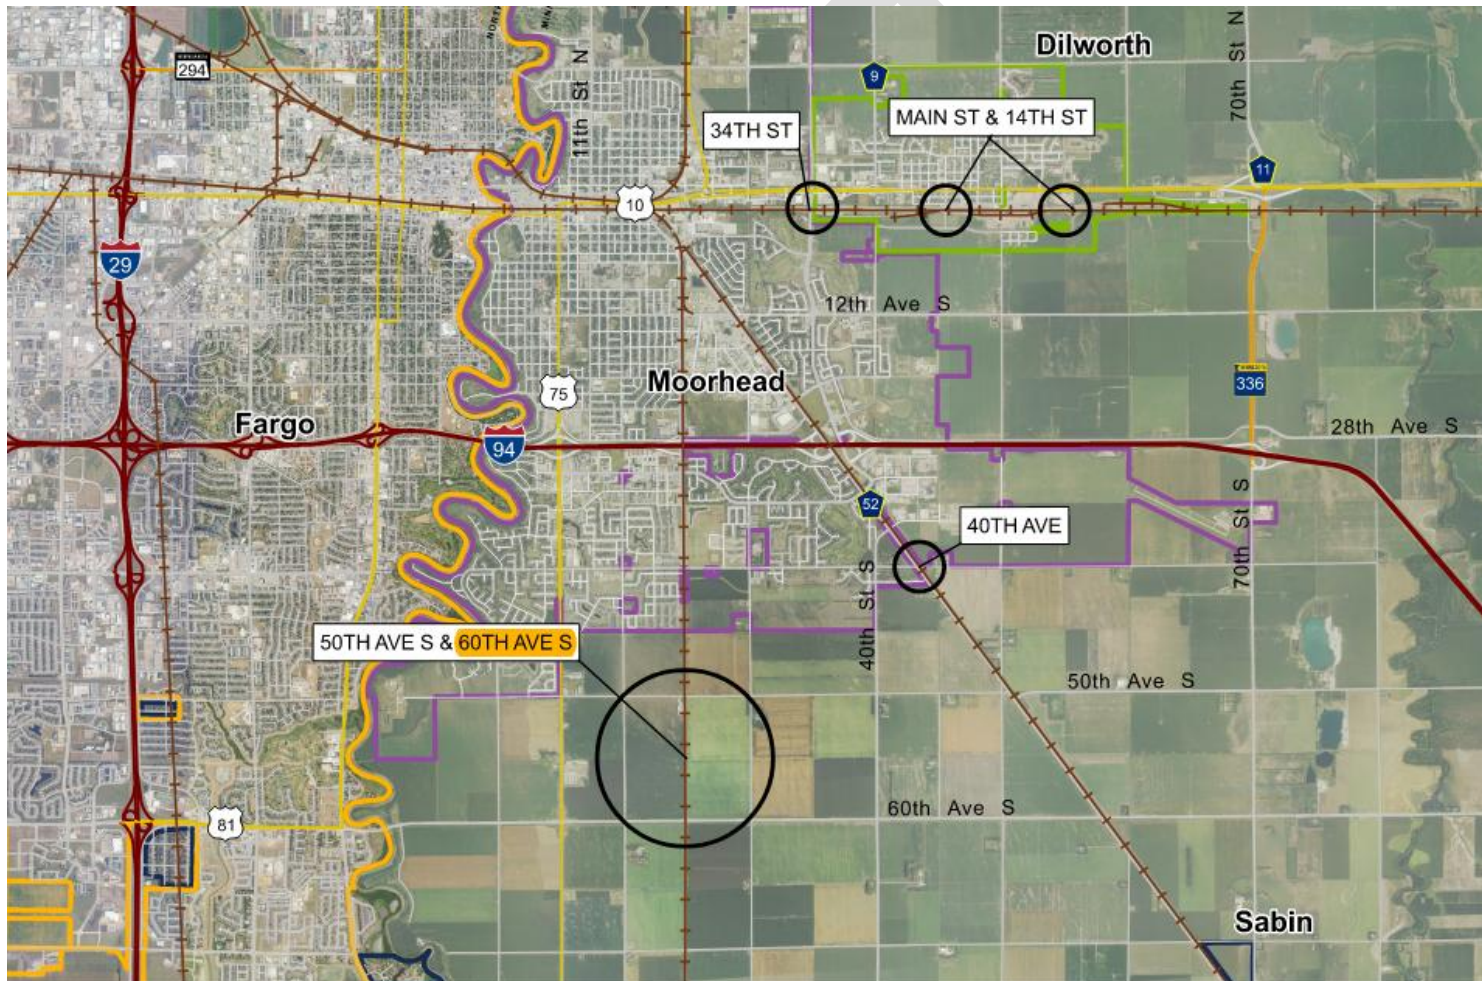 NORT
MIN
11th St N
294
Dilworth
9
70th St N
34TH ST
MAIN ST & 14TH ST
11
10
29
12th Ave S
Moorhead
75
336
Fargo
94
28th Ave S
52
40TH AVE
70th St S
40th St S
50TH AVE S & 60TH AVE S
50th Ave S
60th Ave S
81
Sabin